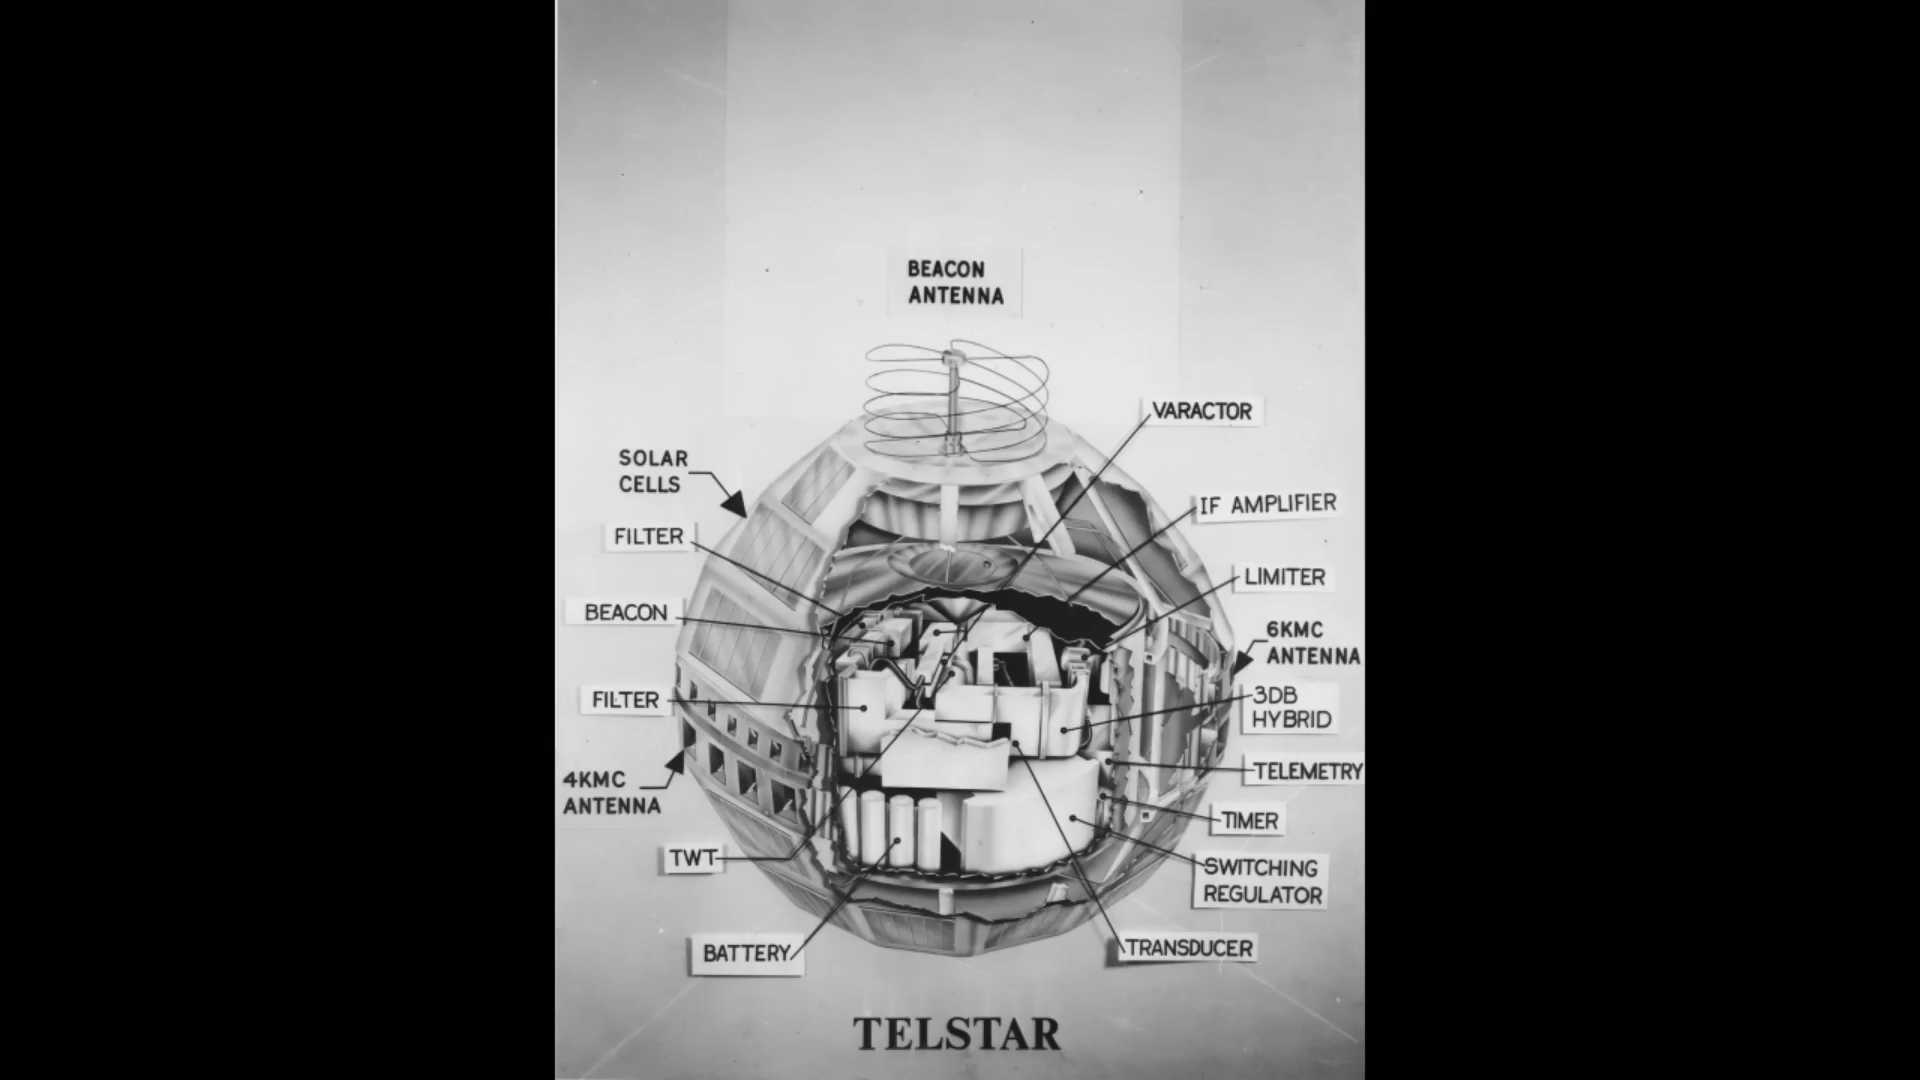 BEACON
ANTENNA
VARACTOR
SOLAR
CELLS
IF AMPLIFIER
FILTER
LIMITER
BEACON
6KMC
ANTENNA
FILTER
3DB
HYBRID
TELEMETRY
4KMC
ANTENNA
TIMER
TWT
SWITCHING
REGULATOR
BATTERY
TRANSDUCER
TELSTAR